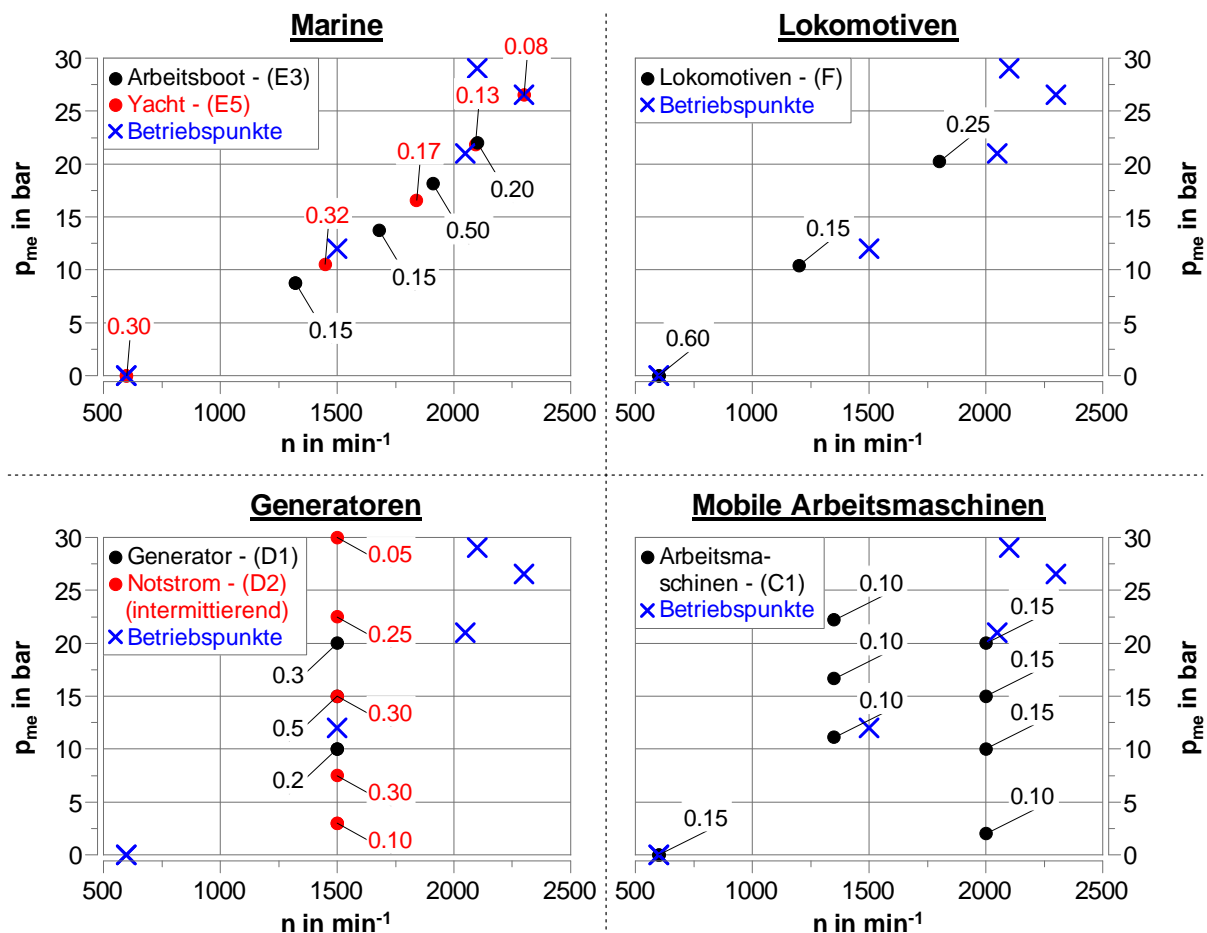 Marine
30
25
20
15
10
5
0
p_me in bar
Arbeitsboot - (E3)
Yacht - (E5)
Betriebspunkte
0.08
0.13
0.17
0.20
0.32
0.50
0.15
0.15
0.30
500 1000 1500 2000 2500
n in min⁻¹
Lokomotiven
Lokomotiven - (F)
Betriebspunkte
0.25
0.15
0.60
30
25
20
15
10
5
0
p_me in bar
500 1000 1500 2000 2500
n in min⁻¹
Generatoren
30
25
20
15
10
5
0
p_me in bar
Generator - (D1)
Notstrom - (D2)
(intermittierend)
Betriebspunkte
0.05
0.25
0.3
0.5
0.30
0.2
0.30
0.10
500 1000 1500 2000 2500
n in min⁻¹
Mobile Arbeitsmaschinen
Arbeitsma-
schinen - (C1)
Betriebspunkte
0.10
0.15
0.10
0.15
0.10
0.15
0.10
0.15
30
25
20
15
10
5
0
p_me in bar
500 1000 1500 2000 2500
n in min⁻¹